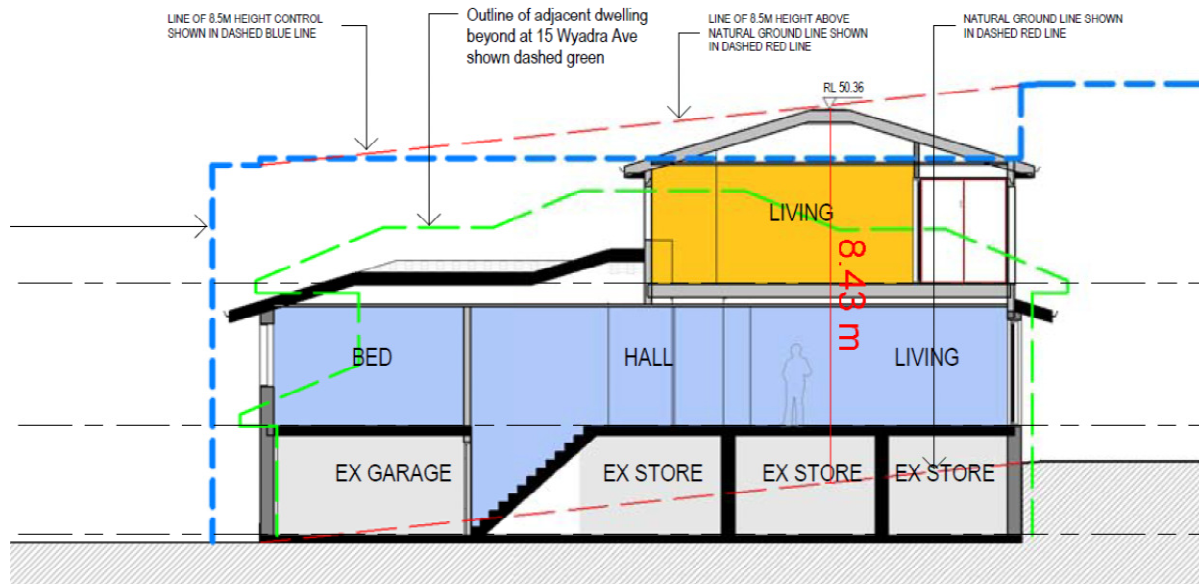 LINE OF 8.5M HEIGHT CONTROL
SHOWN IN DASHED BLUE LINE
Outline of adjacent dwelling
beyond at 15 Wyadra Ave
shown dashed green
LINE OF 8.5M HEIGHT ABOVE
NATURAL GROUND LINE SHOWN
IN DASHED RED LINE
NATURAL GROUND LINE SHOWN
IN DASHED RED LINE
RL 50.36
LIVING
8.43 m
BED
HALL
LIVING
EX GARAGE
EX STORE
EX STORE
EX STORE